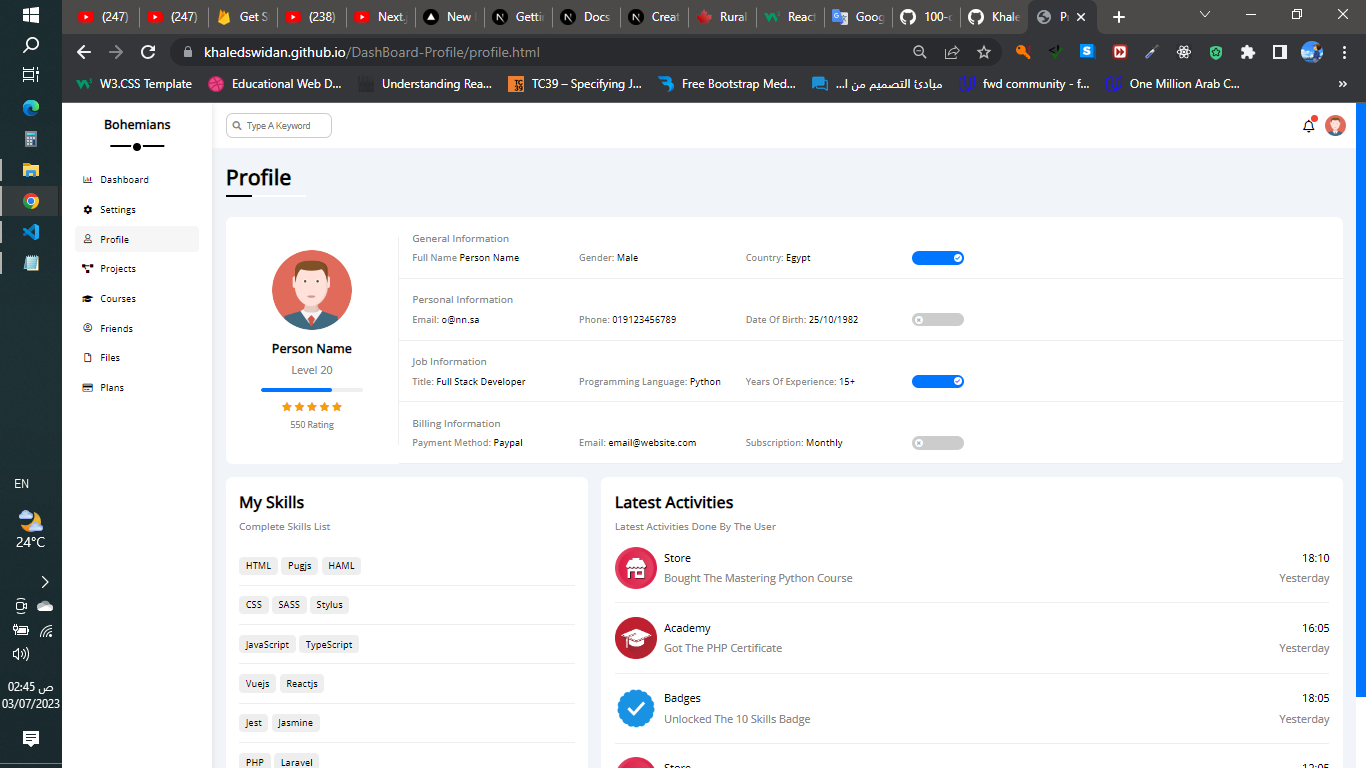 (247) (247) Get S (238) Next. New Gettin Docs Creat Rural React Goog 100-c Khale Pr
khaledswidan.github.io/DashBoard-Profile/profile.html
W3.CSS Template Educational Web D... Understanding Rea... TC39 – Specifying J... Free Bootstrap Med... مبادئ التصميم من ا... fwd community - f... One Million Arab C... »
Bohemians
Type A Keyword
Dashboard
Settings
Profile
Projects
Courses
Friends
Files
Plans
Profile
Person Name
Level 20
550 Rating
General Information
Full Name Person Name Gender: Male Country: Egypt
Personal Information
Email: o@nn.sa Phone: 019123456789 Date Of Birth: 25/10/1982
Job Information
Title: Full Stack Developer Programming Language: Python Years Of Experience: 15+
Billing Information
Payment Method: Paypal Email: email@website.com Subscription: Monthly
My Skills
Complete Skills List
HTML Pugjs HAML
CSS SASS Stylus
JavaScript TypeScript
Vuejs Reactjs
Jest Jasmine
PHP Laravel
Latest Activities
Latest Activities Done By The User
Store 18:10
Bought The Mastering Python Course Yesterday
Academy 16:05
Got The PHP Certificate Yesterday
Badges 18:05
Unlocked The 10 Skills Badge Yesterday
Store 12:05
EN
24°C
02:45 ص
03/07/2023